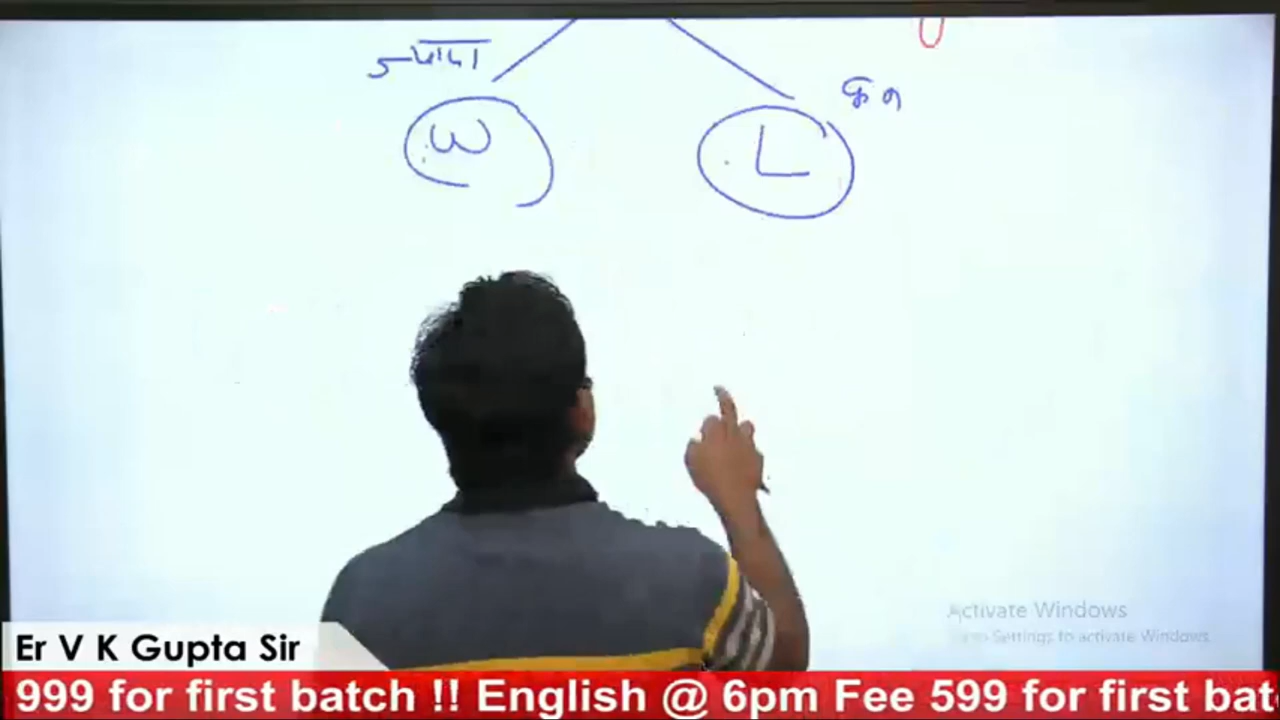 ज्यादा
कम
W
L
Activate Windows
Go to Settings to activate Windows.
Er V K Gupta Sir
999 for first batch !! English @ 6pm Fee 599 for first bat